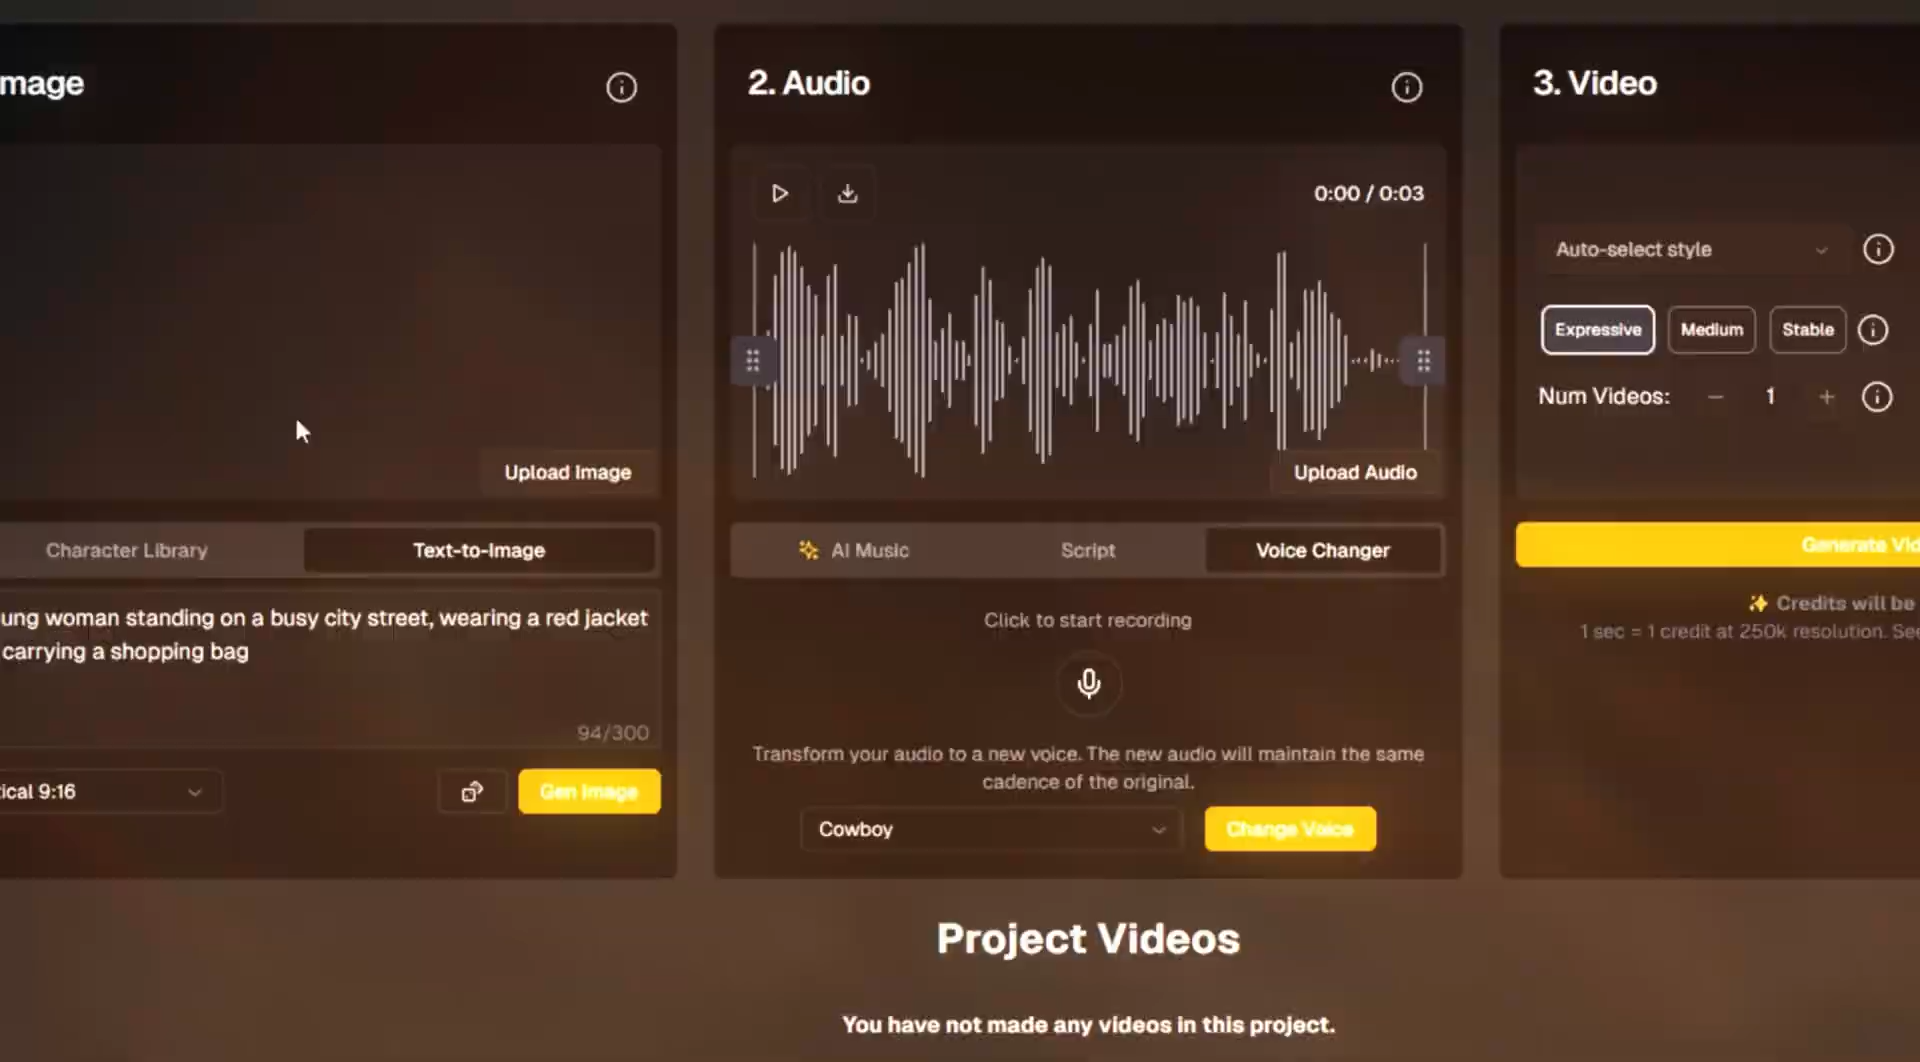 mage
Upload Image
Character Library
Text-to-Image
ung woman standing on a busy city street, wearing a red jacket
carrying a shopping bag
94/300
ical 9:16
Gen Image
2. Audio
0:00 / 0:03
Upload Audio
AI Music
Script
Voice Changer
Click to start recording
Transform your audio to a new voice. The new audio will maintain the same
cadence of the original.
Cowboy
Change Voice
3. Video
Auto-select style
Expressive
Medium
Stable
Num Videos:
1
Generate Vid
Credits will be
1 sec = 1 credit at 250k resolution. See
Project Videos
You have not made any videos in this project.